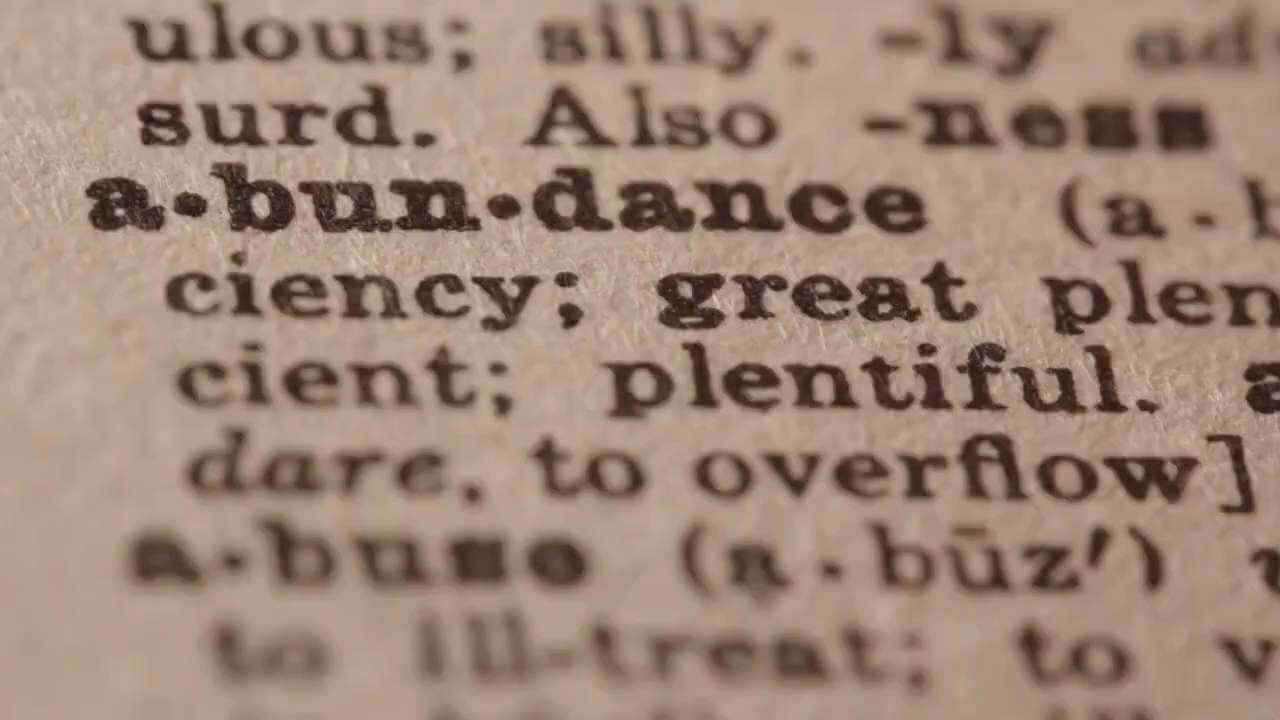 ulous; silly. -ly ad
surd. Also -ness
a•bun•dance (a-b
ciency; great plen
cient; plentiful. a
dare, to overflow]
a•buse (a•būz′) v
to ill-treat; to v